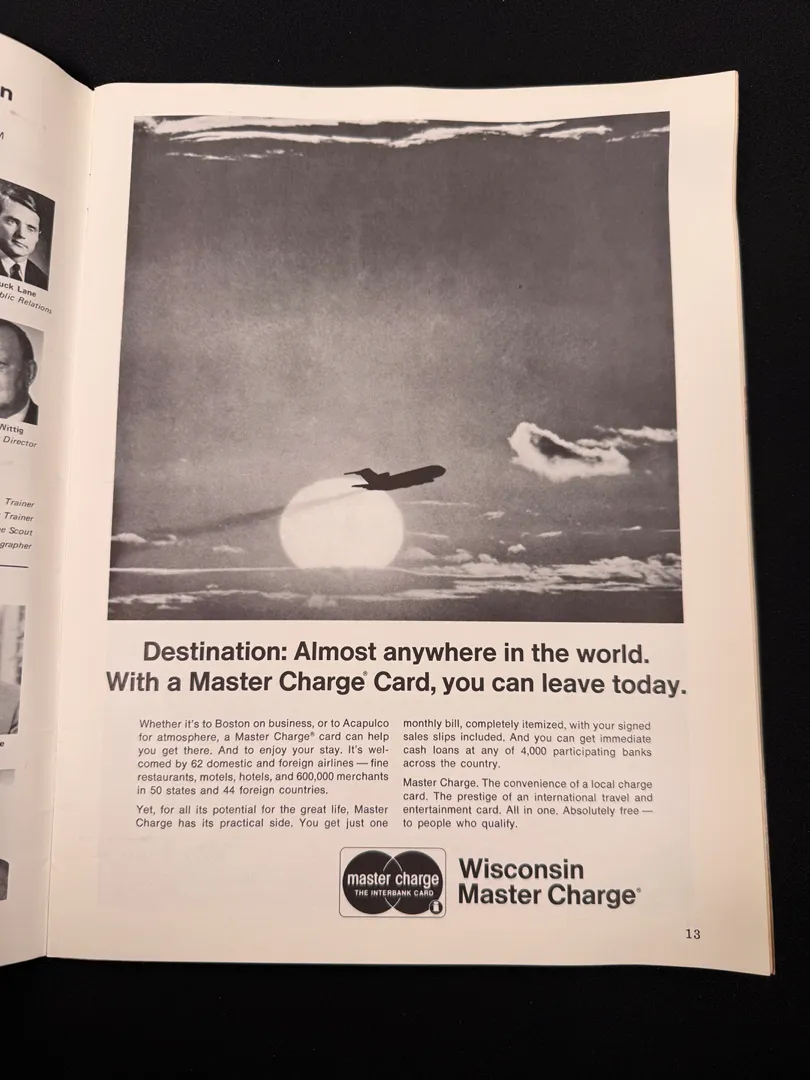 n
M
uck Lane
blic Relations
Wittig
Director
Trainer
Trainer
e Scout
grapher
e
Destination: Almost anywhere in the world.
With a Master Charge® Card, you can leave today.
Whether it's to Boston on business, or to Acapulco
for atmosphere, a Master Charge® card can help
you get there. And to enjoy your stay. It's wel-
comed by 62 domestic and foreign airlines — fine
restaurants, motels, hotels, and 600,000 merchants
in 50 states and 44 foreign countries.
Yet, for all its potential for the great life, Master
Charge has its practical side. You get just one
monthly bill, completely itemized, with your signed
sales slips included. And you can get immediate
cash loans at any of 4,000 participating banks
across the country.
Master Charge. The convenience of a local charge
card. The prestige of an international travel and
entertainment card. All in one. Absolutely free —
to people who qualify.
master charge
THE INTERBANK CARD
i
Wisconsin
Master Charge®
13